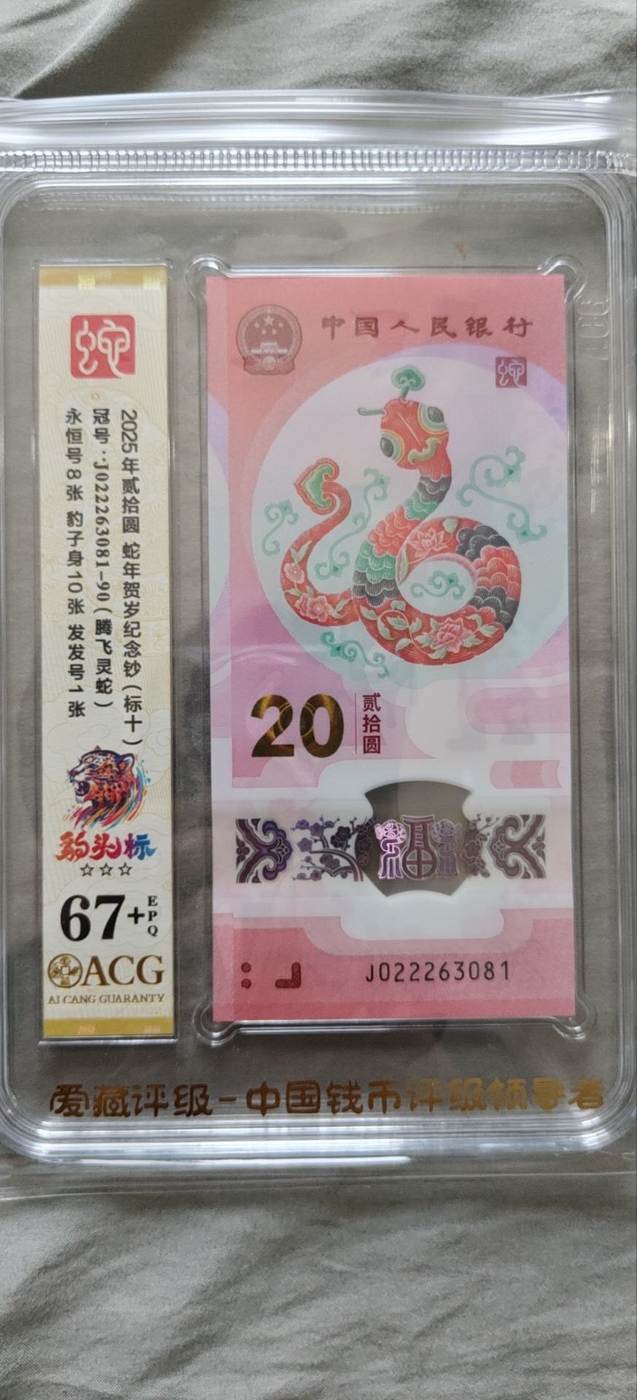 蛇
2025年贰拾圆 蛇年贺岁纪念钞(标十)
冠号:J022263081-90(腾飞灵蛇)
永恒号8张 豹子身10张 发发号1张
豹头标
☆☆☆
67+
EPQ
ACG
AI CANG GUARANTY
中国人民银行
蛇
20
贰拾圆
福
J022263081
爱藏评级-中国钱币评级领导者